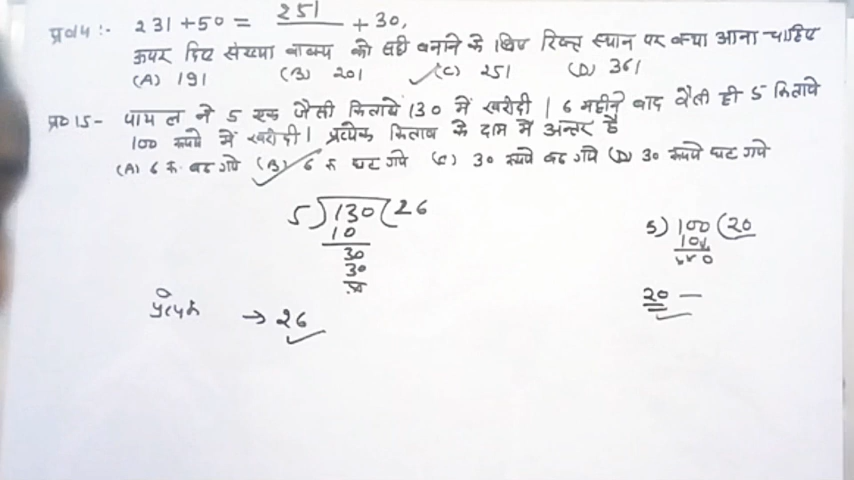 प्र०14:- 231+50 = 251 + 30,
ऊपर दिए संख्या वाक्य को सही बनाने के लिए रिक्त स्थान पर क्या आना चाहिए
(A) 191 (B) 201 (C) 251 (D) 361
प्र०15- पायल ने 5 एक जैसी किताबे 130 में खरीदी। 6 महीने बाद वैसी ही 5 किताबे
100 रूपये में खरीदी। प्रत्येक किताब के दाम में अन्तर है
(A) 6 रू बढ गये (B) 6 रू घट गये (C) 30 रूपये बढ गये (D) 30 रूपये घट गये
5)130(26
10
30
30
5)100(20
10
0
प्रत्येक → 26
20 —